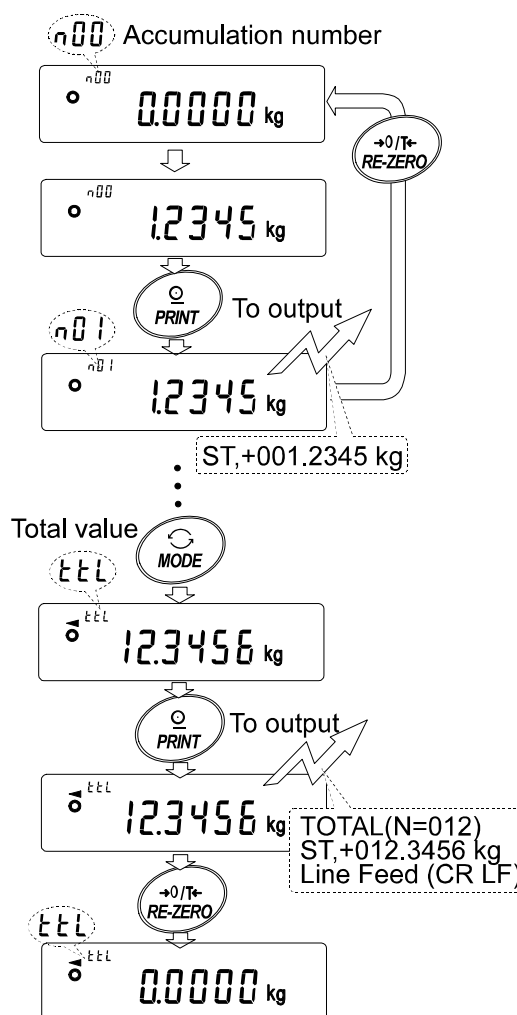 n00 Accumulation number
n00
0.0000 kg
→0/T←
RE-ZERO
n00
1.2345 kg
PRINT
To output
n01
n01
1.2345 kg
ST,+001.2345 kg
Total value
MODE
ttL
ttL
12.3456 kg
PRINT
To output
ttL
12.3456 kg
TOTAL(N=012)
ST,+012.3456 kg
Line Feed (CR LF)
→0/T←
RE-ZERO
ttL
ttL
0.0000 kg